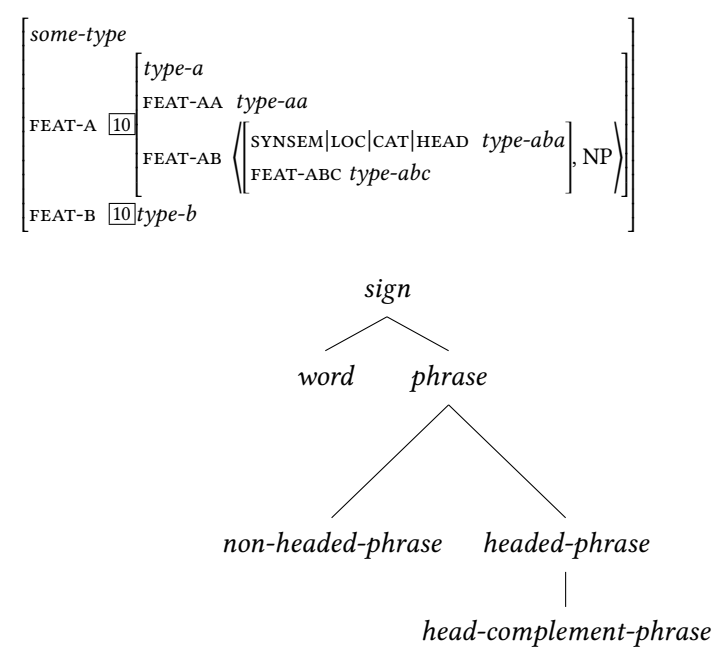 some-type
type-a
FEAT-AA type-aa
FEAT-A 10
SYNSEM|LOC|CAT|HEAD type-aba
FEAT-AB ⟨ , NP⟩
FEAT-ABC type-abc
FEAT-B 10 type-b
sign
word phrase
non-headed-phrase headed-phrase
head-complement-phrase